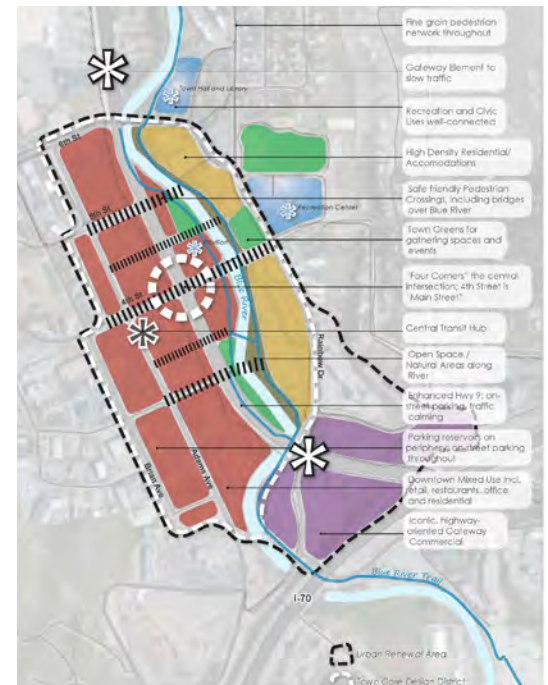 Fine grain pedestrian
network throughout
Gateway Element to
slow traffic
Town Hall and Library
Recreation and Civic
Uses well-connected
6th St
High Density Residential/
Accomodations
Safe friendly Pedestrian
Crossings, including bridges
over Blue River
Recreation Center
5th St
Town Greens for
gathering spaces and
events
Pavilion
"Four Corners" the central
intersection; 4th Street is
"Main Street"
4th St
Blue River
Central Transit Hub
Rainbow Dr
Open Space /
Natural Areas along
River
Enhanced Hwy 9: on-
street parking, traffic
calming
Parking reservoirs on
periphery, on street parking
throughout
Adams Ave
Brian Ave
Downtown Mixed Use Incl.
retail, restaurants, office
and residential
Iconic, highway-
oriented Gateway
Commercial
Blue River Trail
I-70
Urban Renewal Area
Town Core Design District